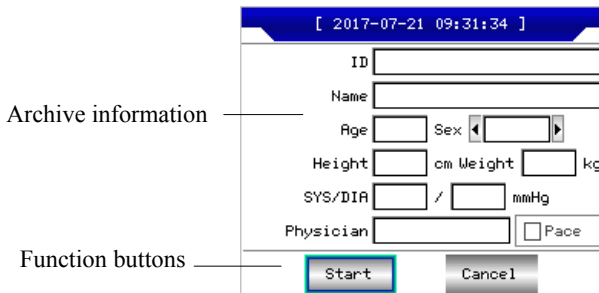 [ 2017-07-21 09:31:34 ]
ID
Name
Archive information
Age Sex
Height cm Weight kg
SYS/DIA / mmHg
Physician Pace
Function buttons
Start Cancel